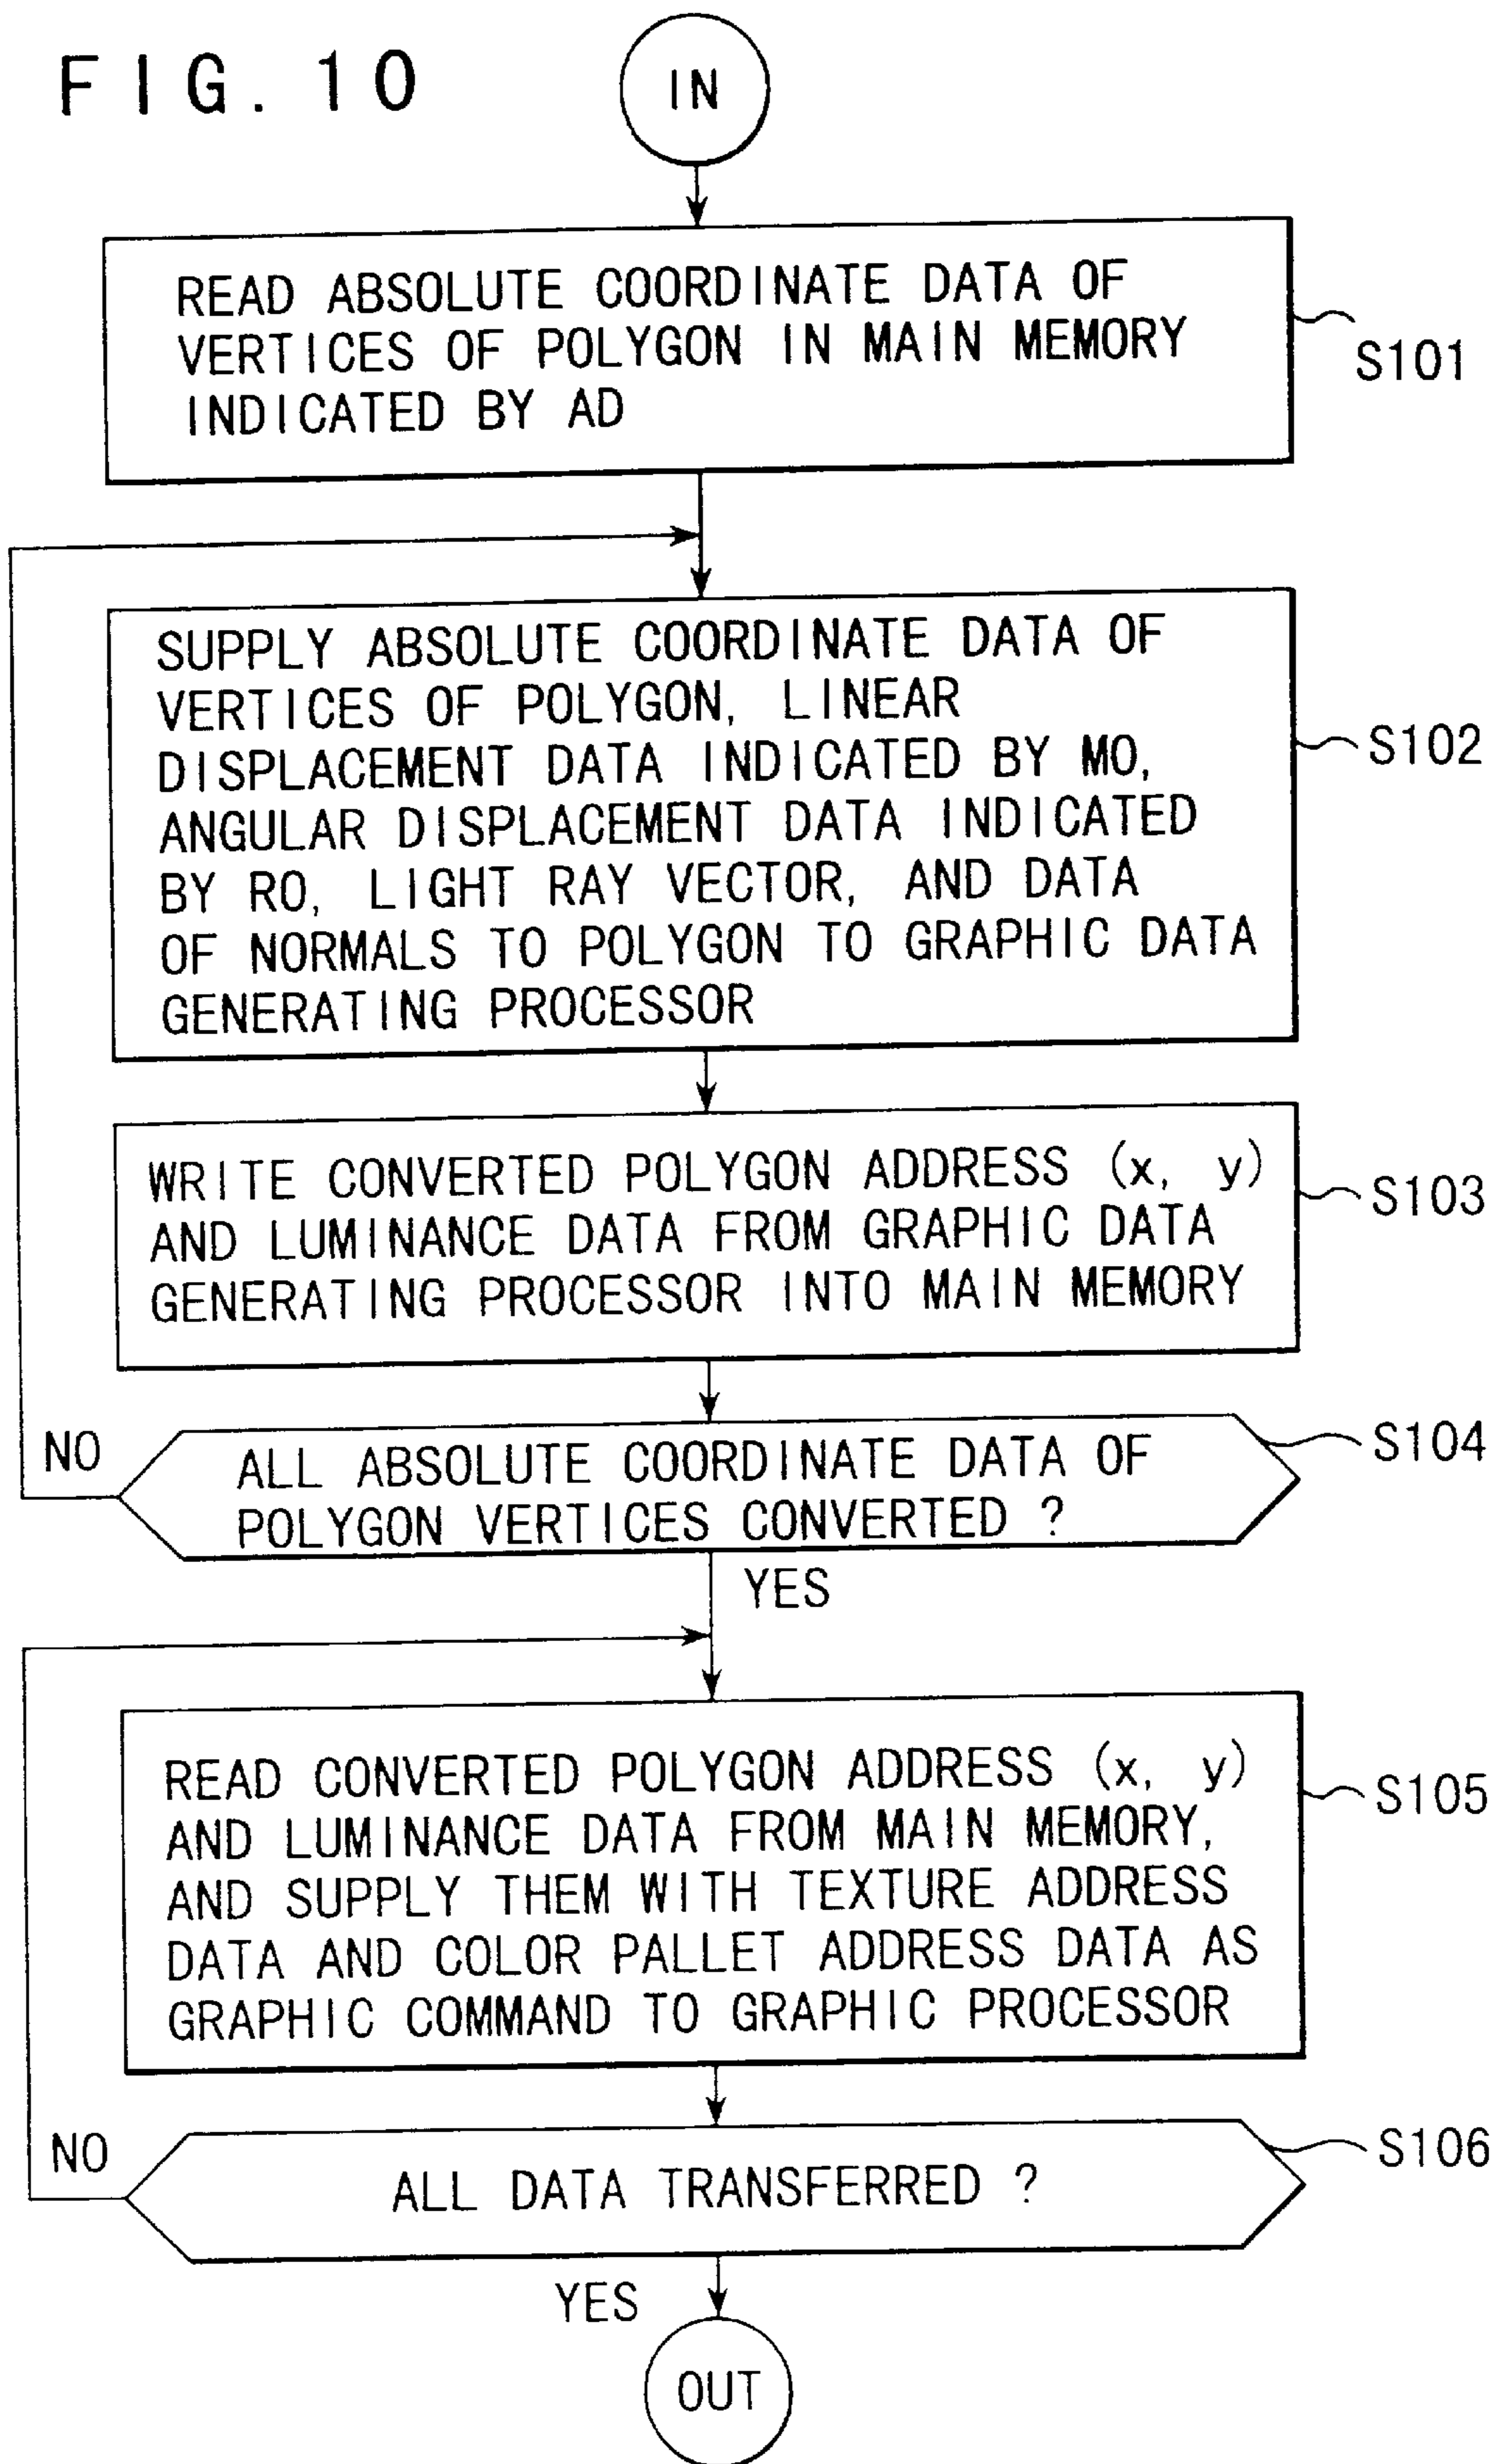 FIG. 10
IN
READ ABSOLUTE COORDINATE DATA OF
VERTICES OF POLYGON IN MAIN MEMORY
INDICATED BY AD
S101
SUPPLY ABSOLUTE COORDINATE DATA OF
VERTICES OF POLYGON, LINEAR
DISPLACEMENT DATA INDICATED BY MO,
ANGULAR DISPLACEMENT DATA INDICATED
BY RO, LIGHT RAY VECTOR, AND DATA
OF NORMALS TO POLYGON TO GRAPHIC DATA
GENERATING PROCESSOR
S102
WRITE CONVERTED POLYGON ADDRESS (x, y)
AND LUMINANCE DATA FROM GRAPHIC DATA
GENERATING PROCESSOR INTO MAIN MEMORY
S103
NO
ALL ABSOLUTE COORDINATE DATA OF
POLYGON VERTICES CONVERTED ?
S104
YES
READ CONVERTED POLYGON ADDRESS (x, y)
AND LUMINANCE DATA FROM MAIN MEMORY,
AND SUPPLY THEM WITH TEXTURE ADDRESS
DATA AND COLOR PALLET ADDRESS DATA AS
GRAPHIC COMMAND TO GRAPHIC PROCESSOR
S105
NO
ALL DATA TRANSFERRED ?
S106
YES
OUT